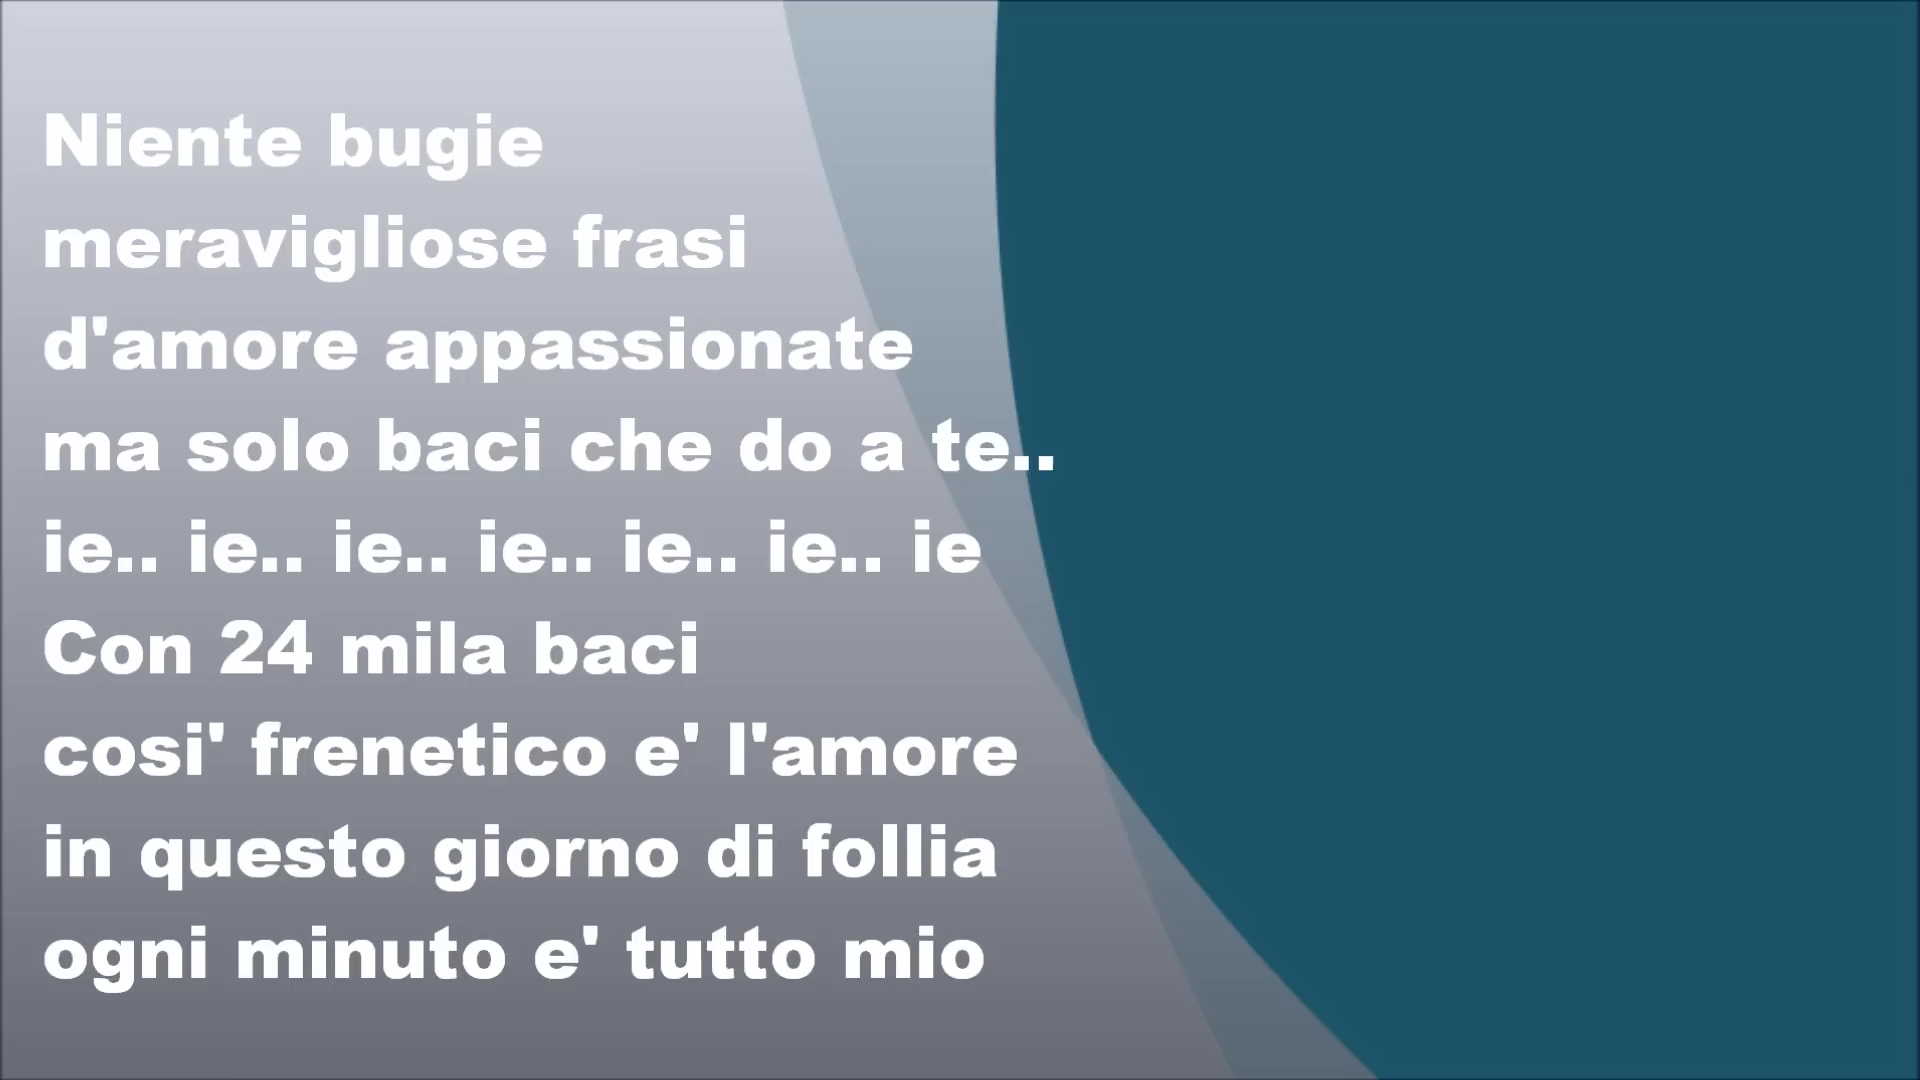 Niente bugie
meravigliose frasi
d'amore appassionate
ma solo baci che do a te..
ie.. ie.. ie.. ie.. ie.. ie.. ie
Con 24 mila baci
cosi' frenetico e' l'amore
in questo giorno di follia
ogni minuto e' tutto mio